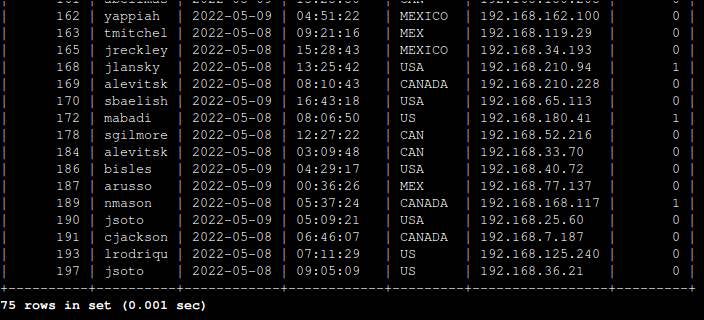 | 162 | yappiah | 2022-05-09 | 04:51:22 | MEXICO | 192.168.162.100 | 0 |
| 163 | tmitchel | 2022-05-08 | 09:21:16 | MEX | 192.168.119.29 | 0 |
| 165 | jreckley | 2022-05-08 | 15:28:43 | MEXICO | 192.168.34.193 | 0 |
| 168 | jlansky | 2022-05-08 | 13:25:42 | USA | 192.168.210.94 | 1 |
| 169 | alevitsk | 2022-05-08 | 08:10:43 | CANADA | 192.168.210.228 | 0 |
| 170 | sbaelish | 2022-05-09 | 16:43:18 | USA | 192.168.65.113 | 0 |
| 172 | mabadi | 2022-05-08 | 08:06:50 | US | 192.168.180.41 | 1 |
| 178 | sgilmore | 2022-05-08 | 12:27:22 | CAN | 192.168.52.216 | 0 |
| 184 | alevitsk | 2022-05-08 | 03:09:48 | CAN | 192.168.33.70 | 0 |
| 186 | bisles | 2022-05-09 | 04:29:17 | USA | 192.168.40.72 | 0 |
| 187 | arusso | 2022-05-09 | 00:36:26 | MEX | 192.168.77.137 | 0 |
| 189 | nmason | 2022-05-08 | 05:37:24 | CANADA | 192.168.168.117 | 1 |
| 190 | jsoto | 2022-05-09 | 05:09:21 | USA | 192.168.25.60 | 0 |
| 191 | cjackson | 2022-05-08 | 06:46:07 | CANADA | 192.168.7.187 | 0 |
| 193 | lrodriqu | 2022-05-08 | 07:11:29 | US | 192.168.125.240 | 0 |
| 197 | jsoto | 2022-05-08 | 09:05:09 | US | 192.168.36.21 | 0 |
+-----------+----------+------------+------------+---------+-----------------+---------+
75 rows in set (0.001 sec)